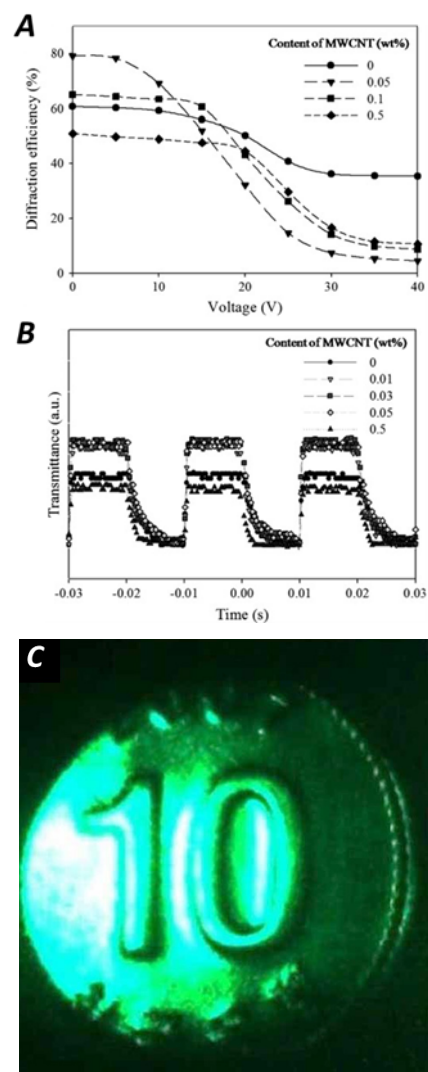 A
Content of MWCNT (wt%)
0
0.05
0.1
0.5
Diffraction efficiency (%)
80
60
40
20
0
0 10 20 30 40
Voltage (V)
B
Content of MWCNT (wt%)
0
0.01
0.03
0.05
0.5
Transmittance (a.u.)
-0.03 -0.02 -0.01 0.00 0.01 0.02 0.03
Time (s)
C
10